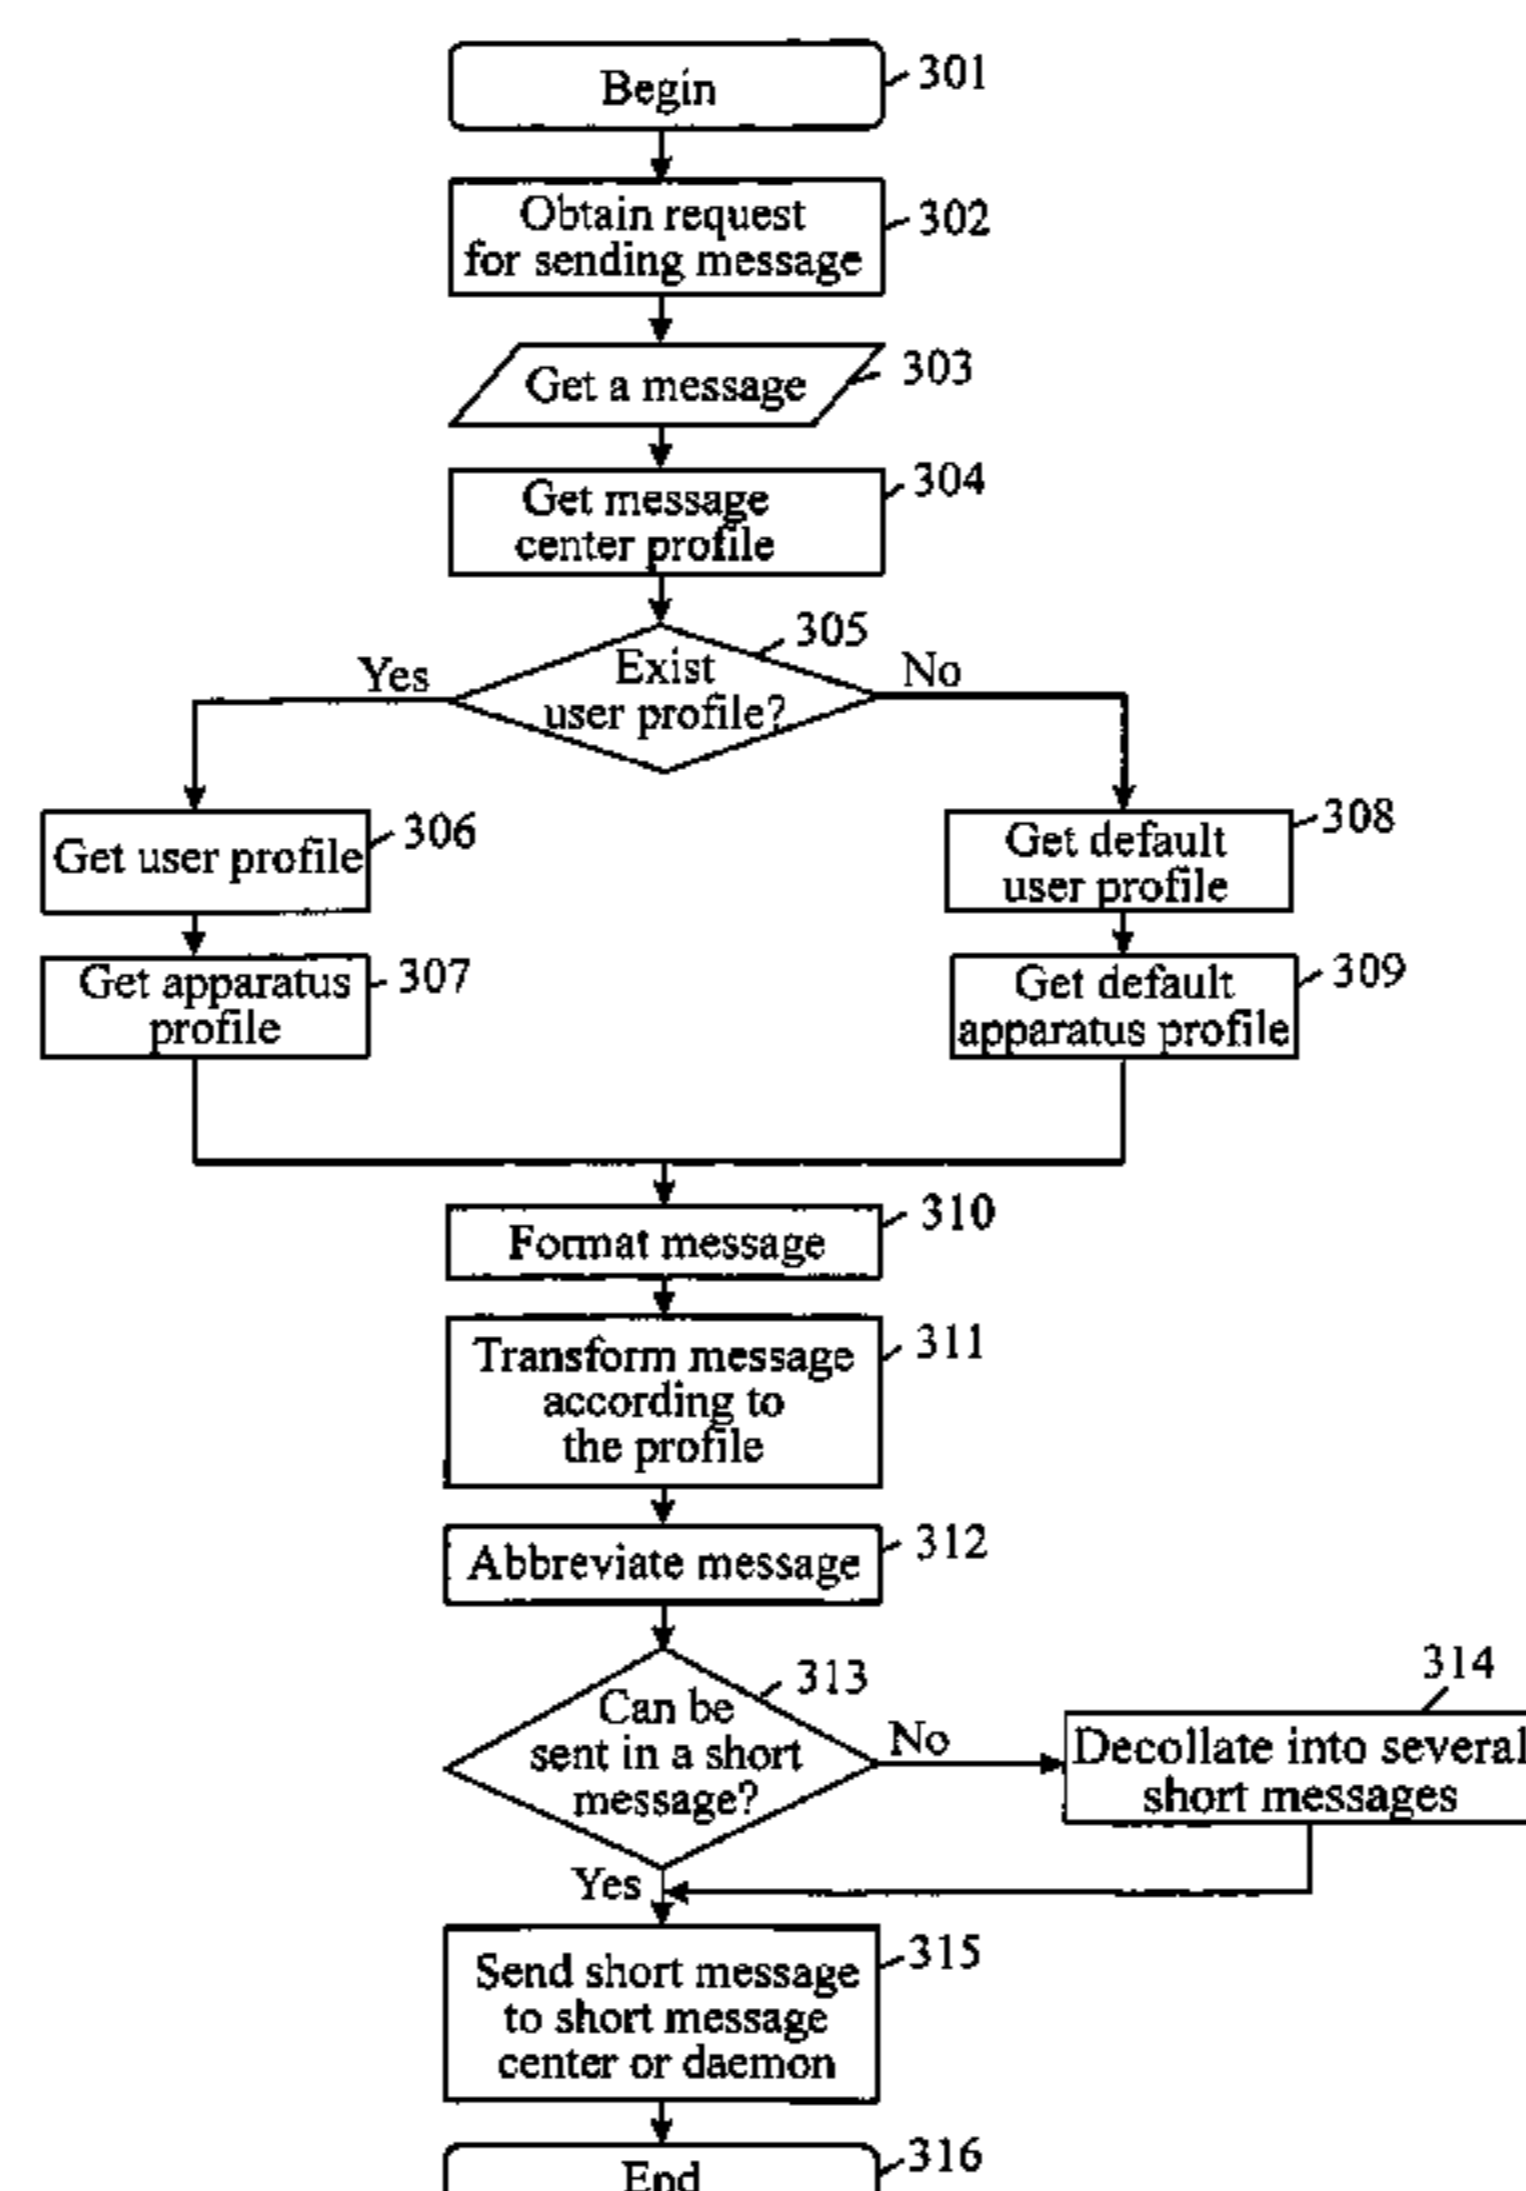 Begin
301
Obtain request
for sending message
302
Get a message
303
Get message
center profile
304
305
Exist
user profile?
Yes
No
Get user profile
306
Get default
user profile
308
Get apparatus
profile
307
Get default
apparatus profile
309
Format message
310
Transform message
according to
the profile
311
Abbreviate message
312
313
Can be
sent in a short
message?
No
314
Decollate into several
short messages
Yes
Send short message
to short message
center or daemon
315
End
316